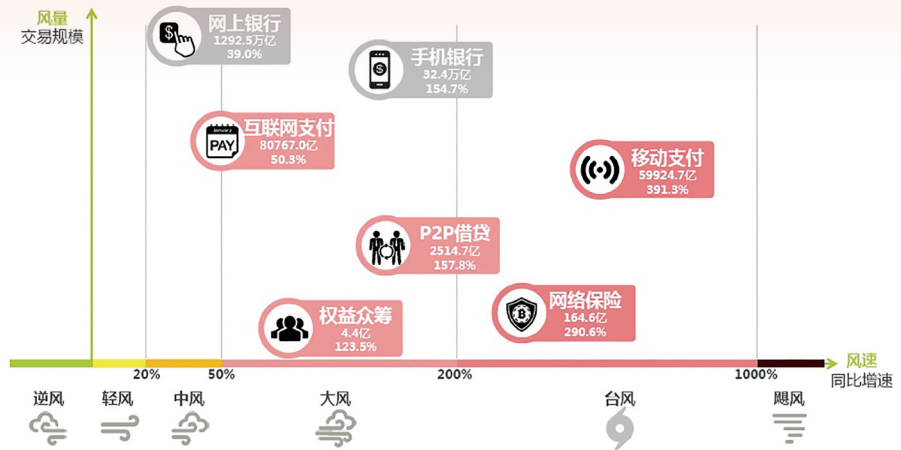 风量
交易规模
网上银行
1292.5万亿
39.0%
手机银行
32.4万亿
154.7%
January
PAY
互联网支付
80767.0亿
50.3%
移动支付
59924.7亿
391.3%
P2P借贷
2514.7亿
157.8%
网络保险
164.6亿
290.6%
权益众筹
4.4亿
123.5%
20%
50%
200%
1000%
风速
同比增速
逆风
轻风
中风
大风
台风
飓风